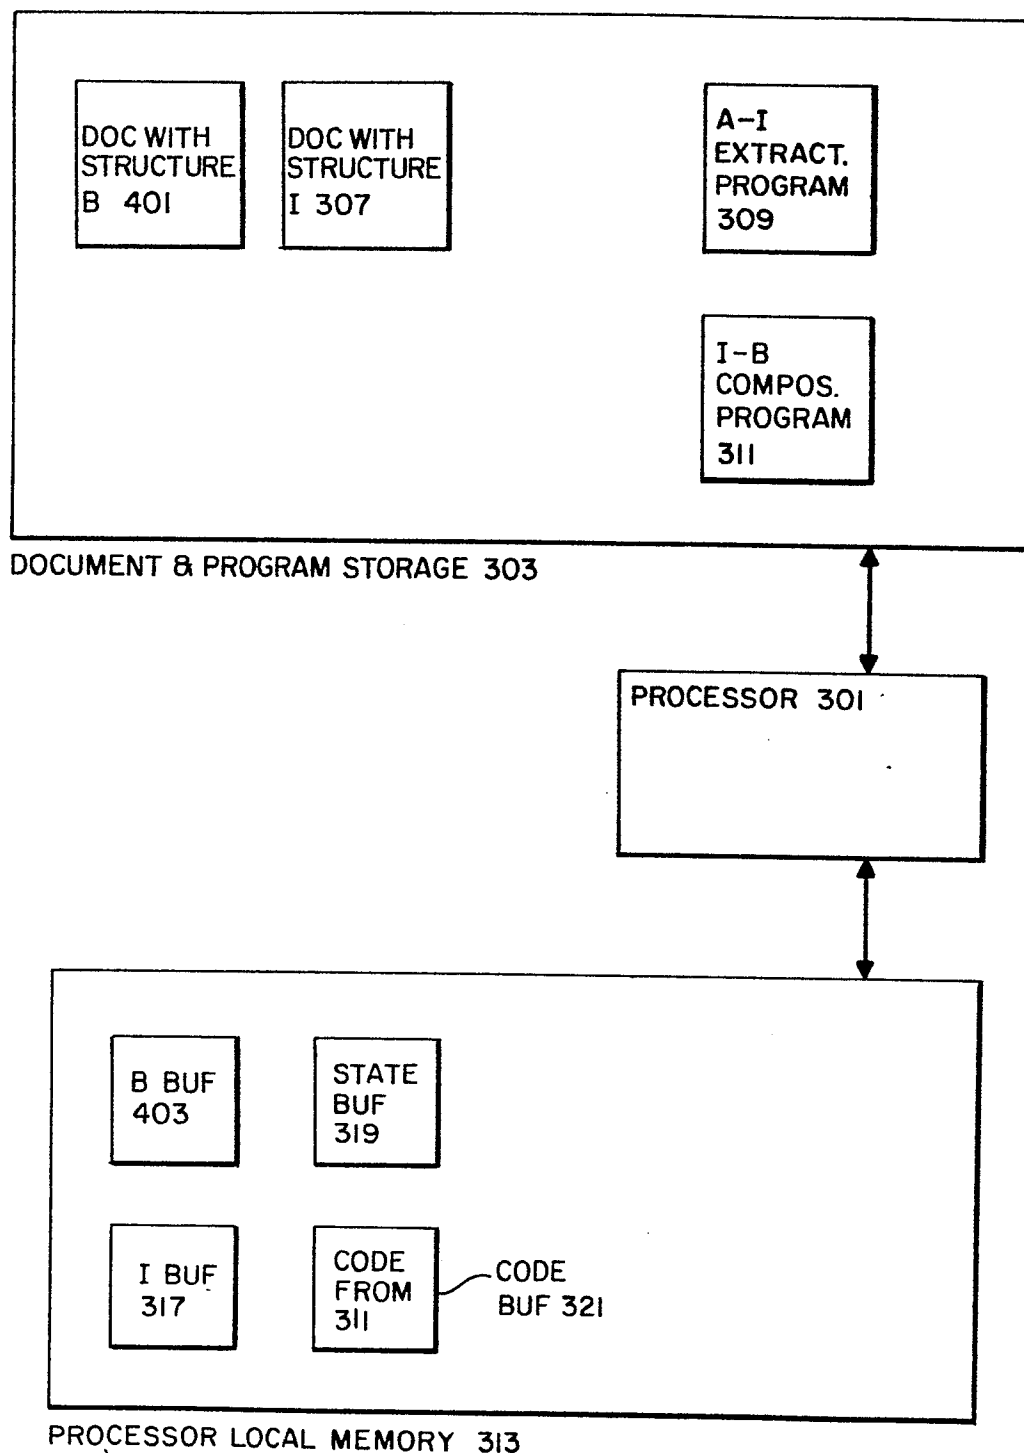 DOC WITH
STRUCTURE
B 401
DOC WITH
STRUCTURE
I 307
A-I
EXTRACT.
PROGRAM
309
I-B
COMPOS.
PROGRAM
311
DOCUMENT & PROGRAM STORAGE 303
PROCESSOR 301
B BUF
403
STATE
BUF
319
I BUF
317
CODE
FROM
311
CODE
BUF 321
PROCESSOR LOCAL MEMORY 313